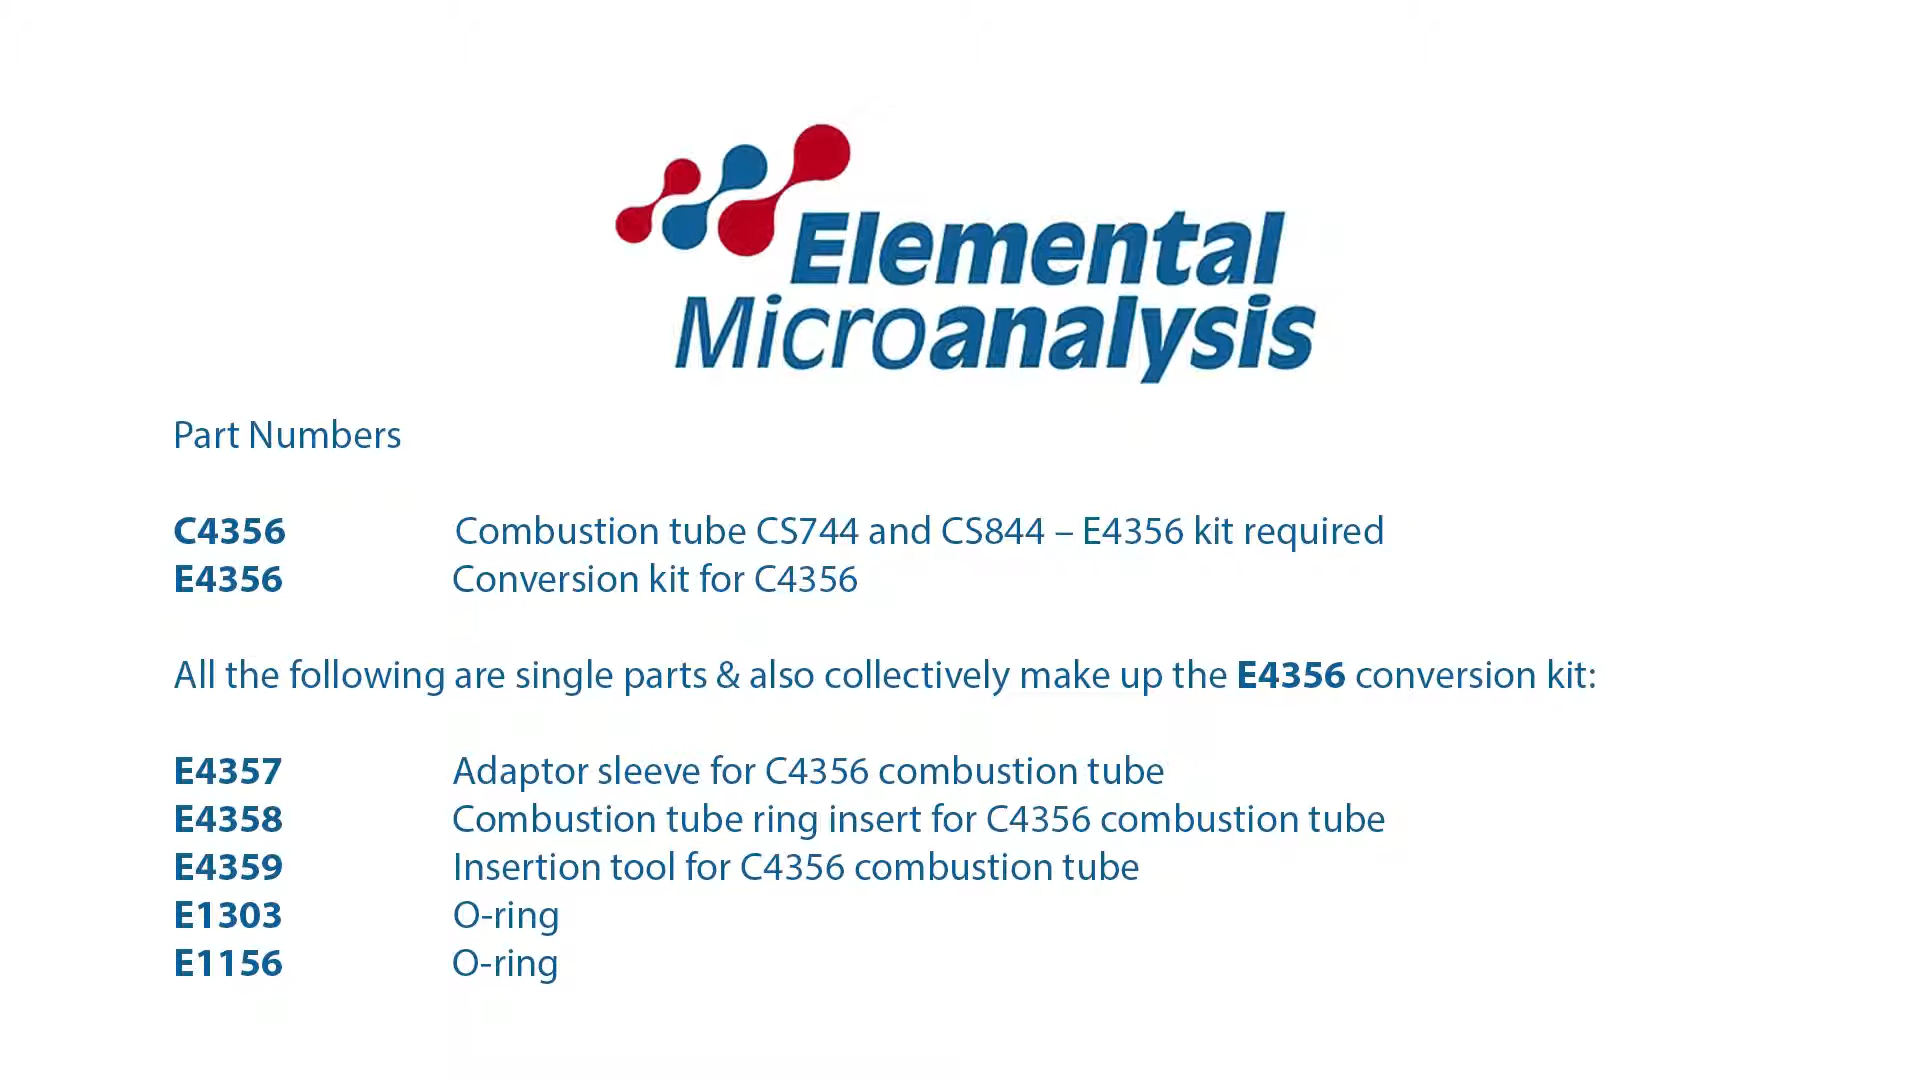 Elemental
Microanalysis
Part Numbers
C4356 Combustion tube CS744 and CS844 – E4356 kit required
E4356 Conversion kit for C4356
All the following are single parts & also collectively make up the E4356 conversion kit:
E4357 Adaptor sleeve for C4356 combustion tube
E4358 Combustion tube ring insert for C4356 combustion tube
E4359 Insertion tool for C4356 combustion tube
E1303 O-ring
E1156 O-ring